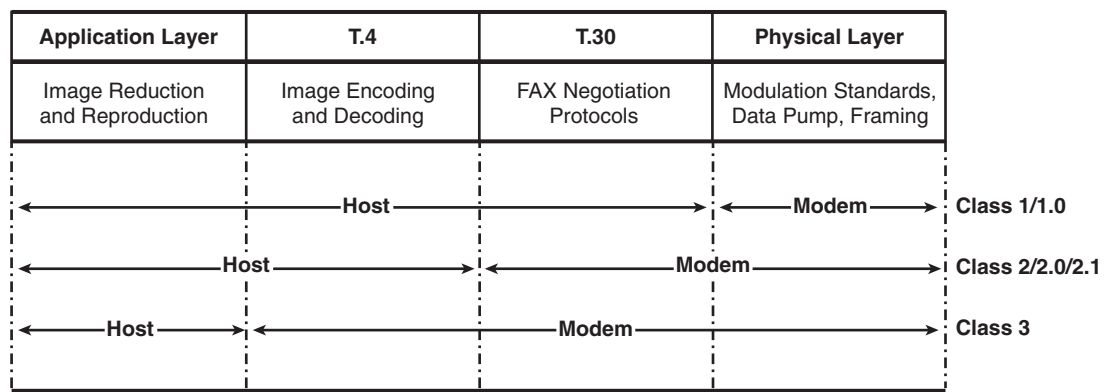 Application Layer
T.4
T.30
Physical Layer
Image Reduction
and Reproduction
Image Encoding
and Decoding
FAX Negotiation
Protocols
Modulation Standards,
Data Pump, Framing
Host
Modem
Class 1/1.0
Host
Modem
Class 2/2.0/2.1
Host
Modem
Class 3